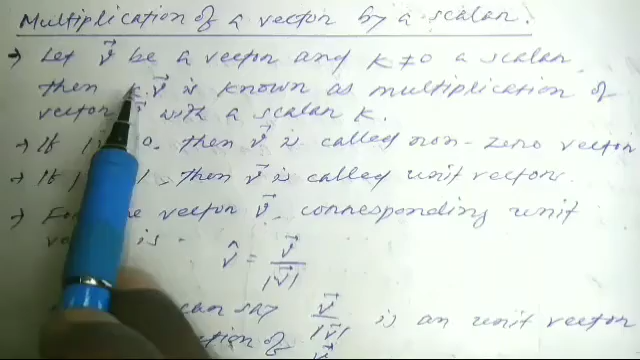 Multiplication of a vector by a scalar.
→ Let v⃗ be a vector and k≠0 a scalar
then k.v⃗ is known as multiplication of
vector v⃗ with a scalar k.
→ If | 0. then v⃗ is called non-zero vector
→ If | 1, then v⃗ is called unit vector.
→ For vector v⃗, corresponding unit
is -
v̂ = v⃗ / |v⃗|
can say v⃗ / |v⃗| is an unit vector
of v⃗